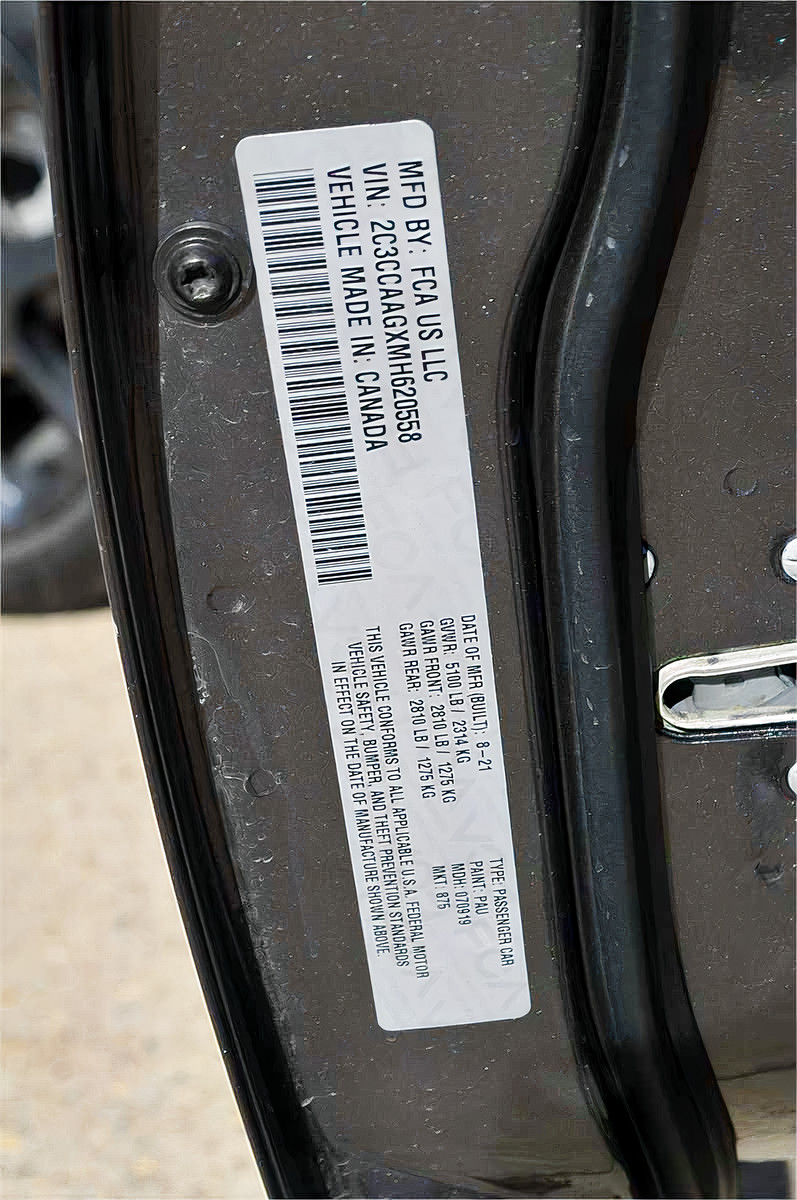 MFD BY: FCA US LLC
VIN: 2C3CCAAGXMH620558
VEHICLE MADE IN: CANADA
DATE OF MFR (BUILT): 8-21
GVWR: 5100 LB / 2314 KG
GAWR FRONT: 2810 LB / 1275 KG
GAWR REAR: 2810 LB / 1275 KG
TYPE: PASSENGER CAR
PAINT: PAU
MDH: 070919
MKT: 875
THIS VEHICLE CONFORMS TO ALL APPLICABLE U.S.A. FEDERAL MOTOR
VEHICLE SAFETY, BUMPER, AND THEFT PREVENTION STANDARDS
IN EFFECT ON THE DATE OF MANUFACTURE SHOWN ABOVE.